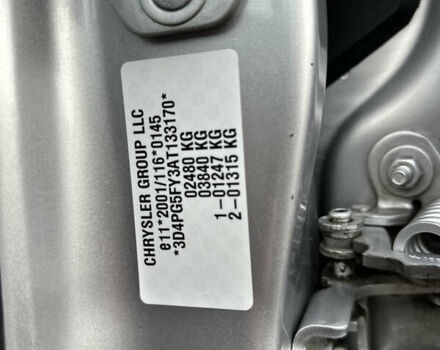 CHRYSLER GROUP LLC
e11*2001/116*0145
*3D4PG5FY3AT133170*
02480 KG
03840 KG
1-01247 KG
2-01315 KG